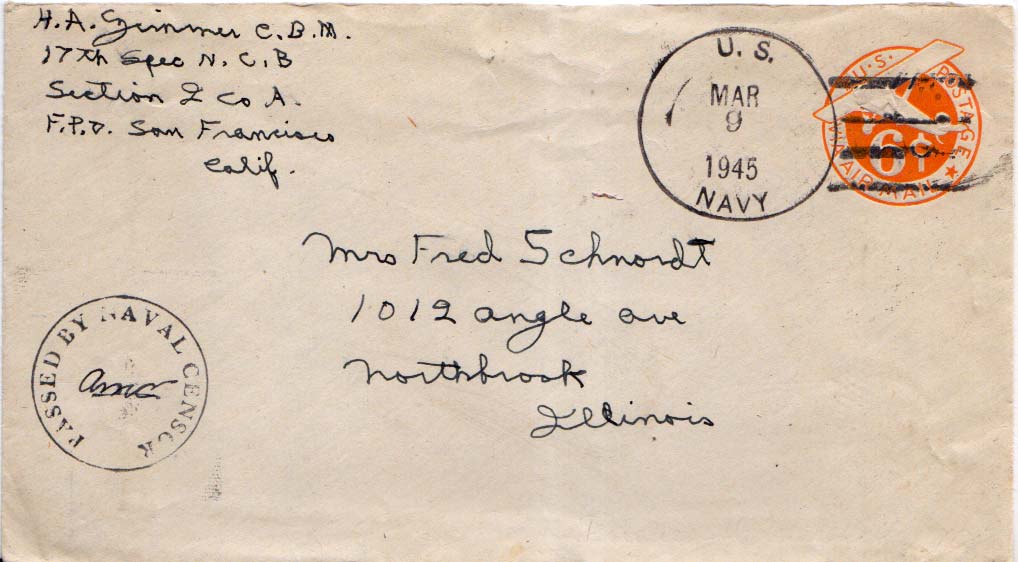 H. A. Zimmer C.B.M.
17th Spec N.C.B
Section 2 Co A.
F.P.O. San Francisco
Calif.
U. S.
MAR
9
1945
NAVY
U.S. POSTAGE
VIA AIR MAIL
6¢
Mrs Fred Schnordt
1012 angle ave
Northbrook
Illinois
PASSED BY NAVAL CENSOR